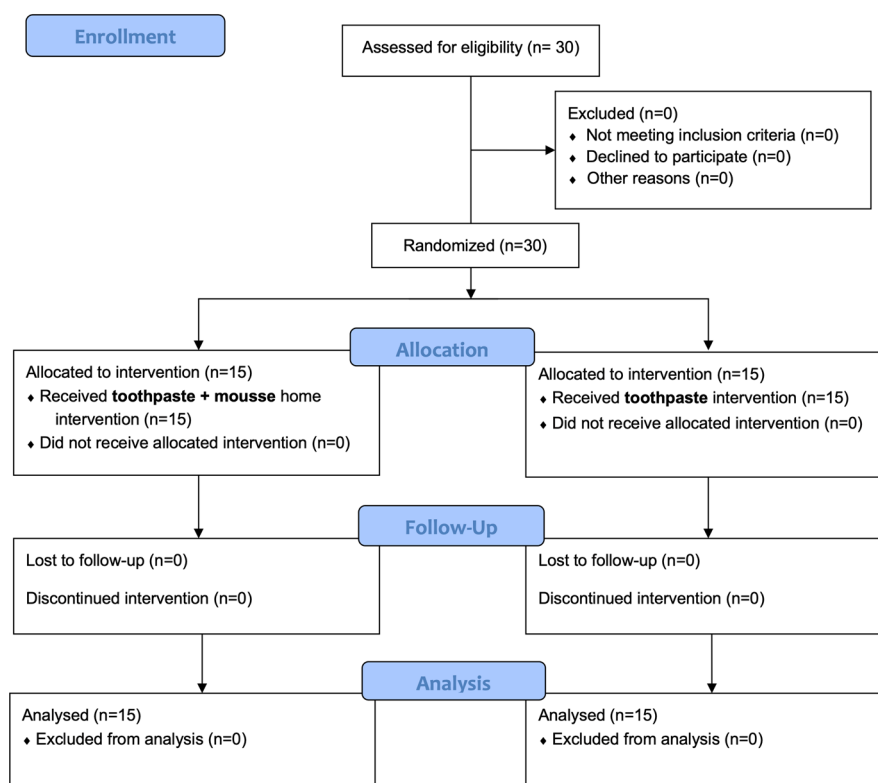 Enrollment
Assessed for eligibility (n= 30)
Excluded (n=0)
♦ Not meeting inclusion criteria (n=0)
♦ Declined to participate (n=0)
♦ Other reasons (n=0)
Randomized (n=30)
Allocation
Allocated to intervention (n=15)
♦ Received toothpaste + mousse home
intervention (n=15)
♦ Did not receive allocated intervention (n=0)
Allocated to intervention (n=15)
♦ Received toothpaste intervention (n=15)
♦ Did not receive allocated intervention (n=0)
Follow-Up
Lost to follow-up (n=0)
Discontinued intervention (n=0)
Lost to follow-up (n=0)
Discontinued intervention (n=0)
Analysis
Analysed (n=15)
♦ Excluded from analysis (n=0)
Analysed (n=15)
♦ Excluded from analysis (n=0)